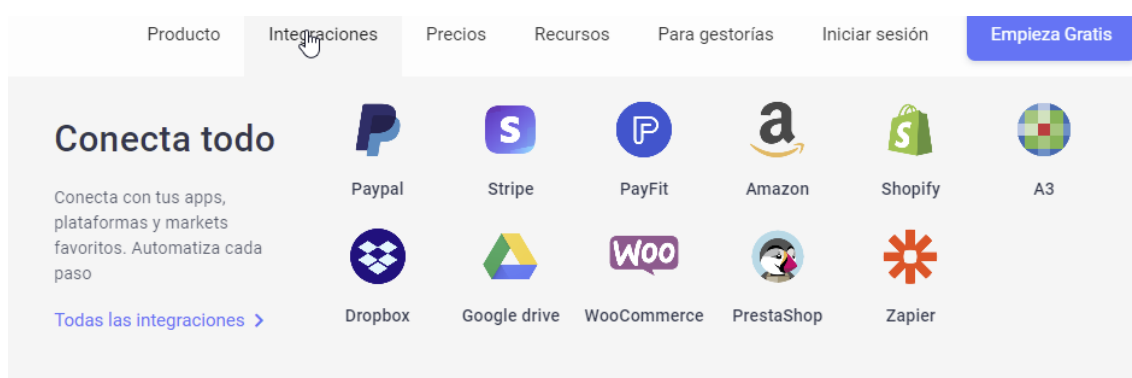 Producto Integraciones Precios Recursos Para gestorías Iniciar sesión Empieza Gratis
Conecta todo
Conecta con tus apps,
plataformas y markets
favoritos. Automatiza cada
paso
Todas las integraciones
Paypal Stripe PayFit Amazon Shopify A3
Woo
Dropbox Google drive WooCommerce PrestaShop Zapier